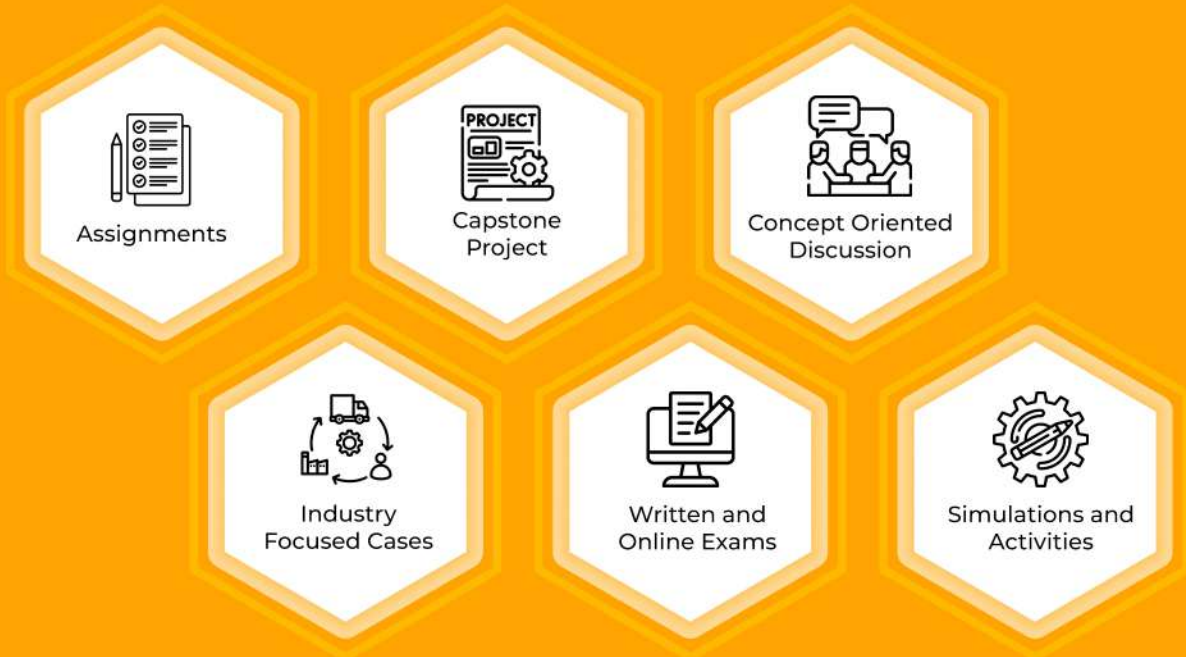 Assignments
PROJECT
Capstone
Project
Concept Oriented
Discussion
Industry
Focused Cases
Written and
Online Exams
Simulations and
Activities